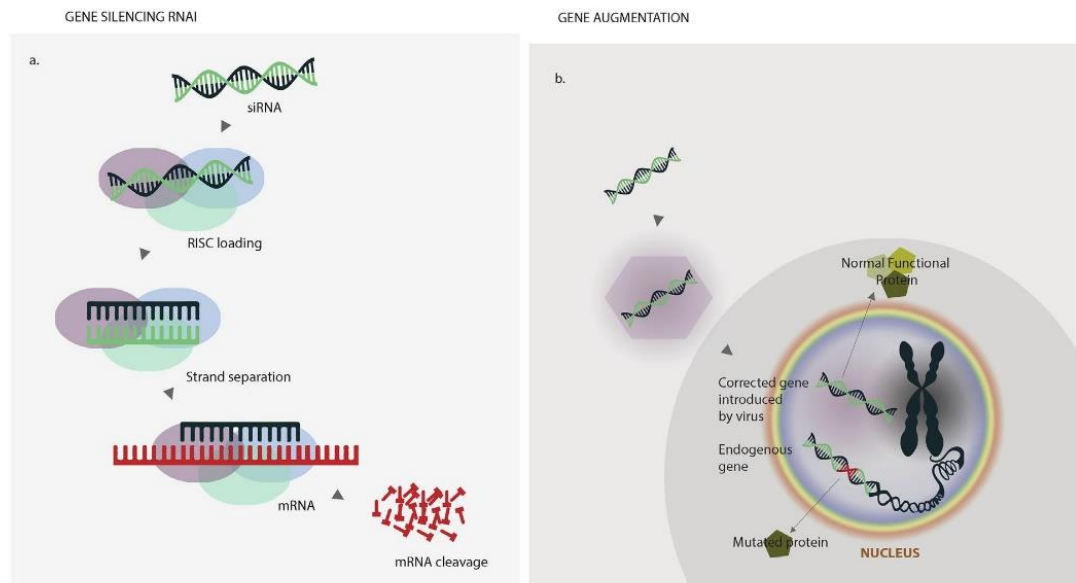 GENE SILENCING RNAI
a.
siRNA
RISC loading
Strand separation
mRNA
mRNA cleavage
GENE AUGMENTATION
b.
Normal Functional
Protein
Corrected gene
introduced
by virus
Endogenous
gene
Mutated protein
NUCLEUS